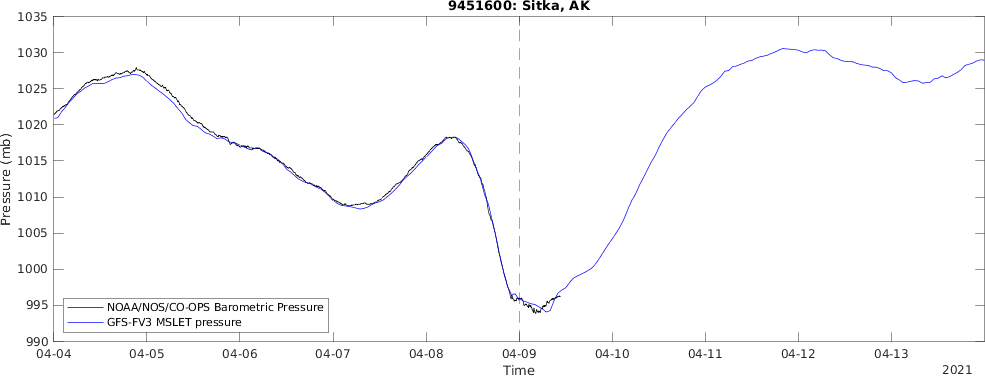 9451600: Sitka, AK
1035
1030
1025
1020
1015
1010
1005
1000
995
990
Pressure (mb)
NOAA/NOS/CO-OPS Barometric Pressure
GFS-FV3 MSLET pressure
04-04 04-05 04-06 04-07 04-08 04-09 04-10 04-11 04-12 04-13
Time
2021